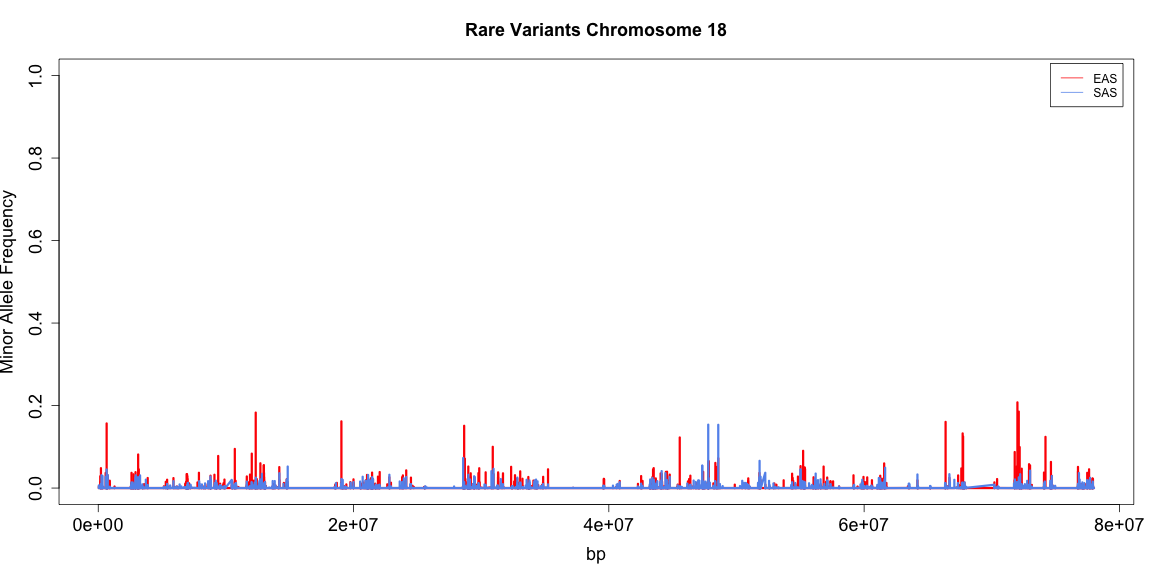 Rare Variants Chromosome 18
EAS
SAS
1.0
0.8
0.6
0.4
0.2
0.0
Minor Allele Frequency
0e+00 2e+07 4e+07 6e+07 8e+07
bp